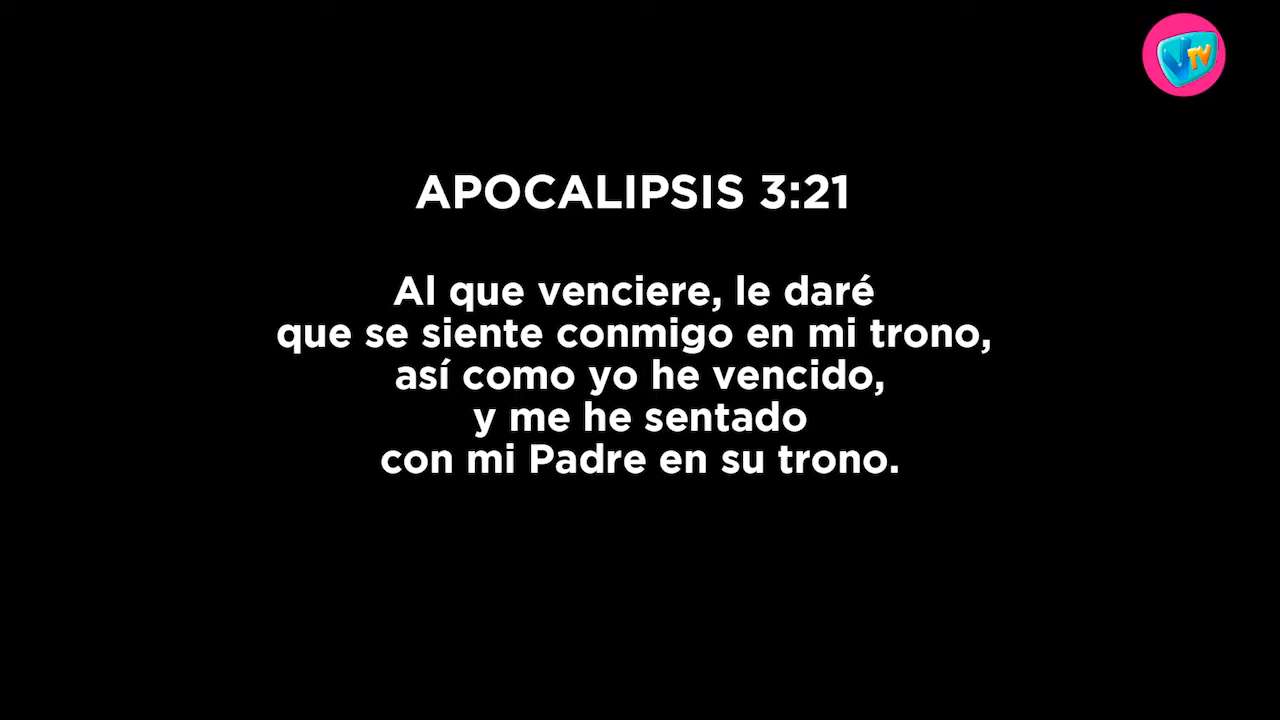 VTV
APOCALIPSIS 3:21
Al que venciere, le daré
que se siente conmigo en mi trono,
así como yo he vencido,
y me he sentado
con mi Padre en su trono.